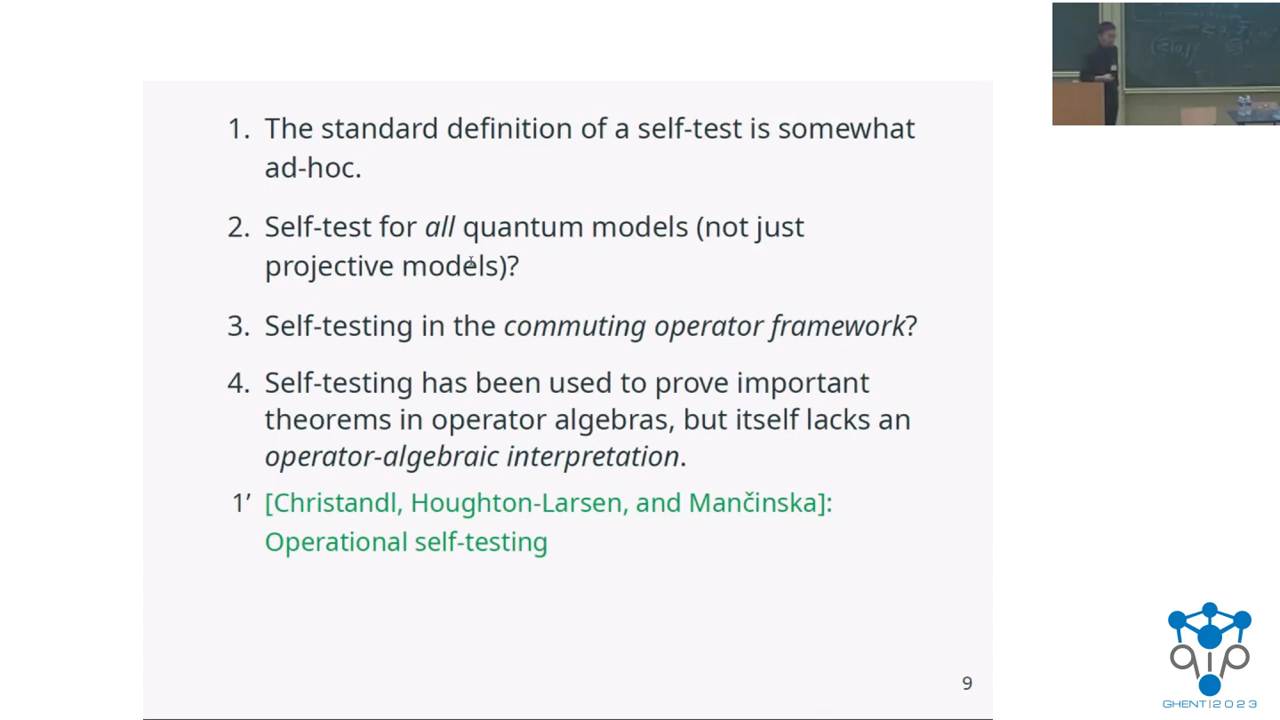 1. The standard definition of a self-test is somewhat
ad-hoc.
2. Self-test for all quantum models (not just
projective models)?
3. Self-testing in the commuting operator framework?
4. Self-testing has been used to prove important
theorems in operator algebras, but itself lacks an
operator-algebraic interpretation.
1′ [Christandl, Houghton-Larsen, and Mančinska]:
Operational self-testing
9
qip
GHENT|2023